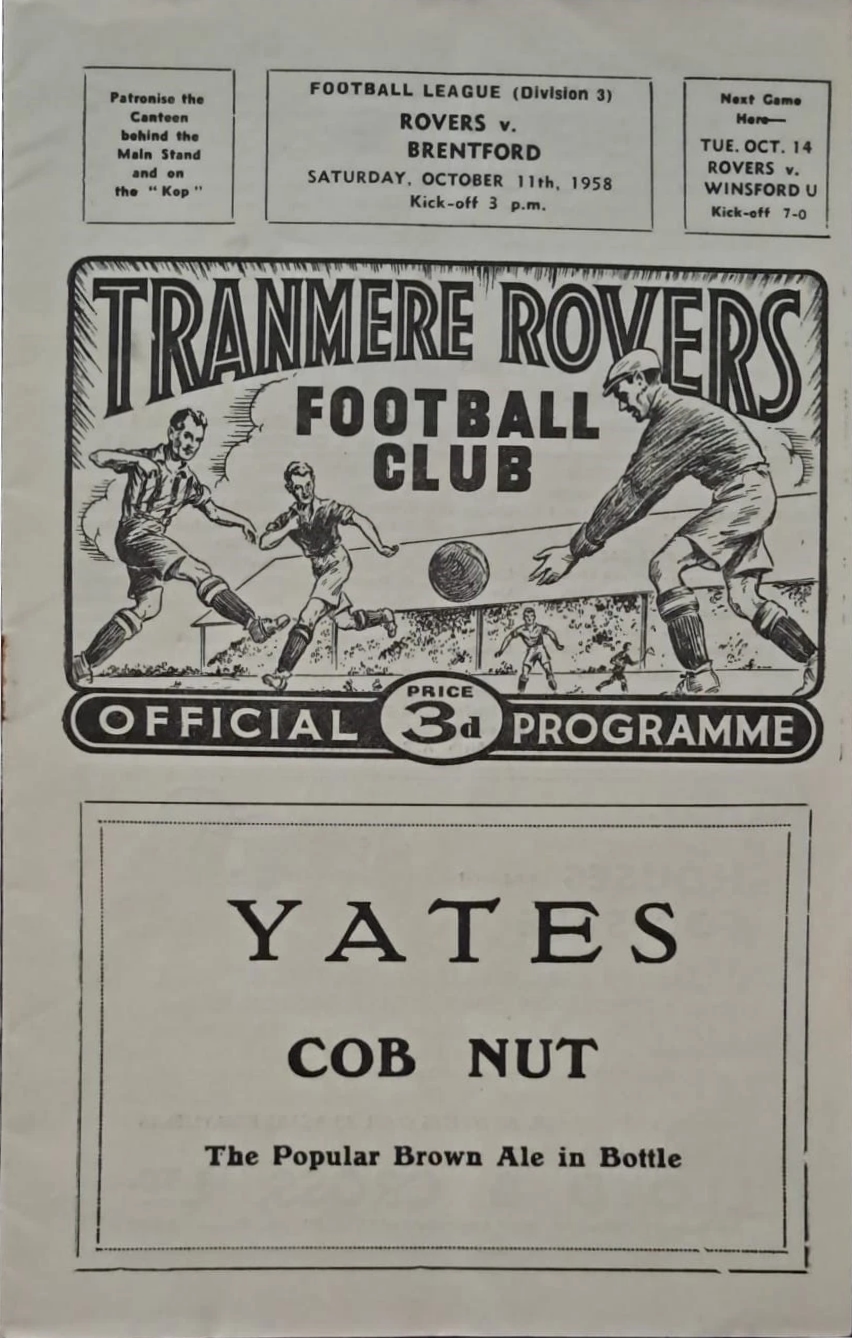 Patronise the
Canteen
behind the
Main Stand
and on
the "Kop"
FOOTBALL LEAGUE (Division 3)
ROVERS v.
BRENTFORD
SATURDAY, OCTOBER 11th, 1958
Kick-off 3 p.m.
Next Game
Here—
TUE. OCT. 14
ROVERS v.
WINSFORD U
Kick-off 7-0
TRANMERE ROVERS
FOOTBALL
CLUB
OFFICIAL PRICE 3d PROGRAMME
YATES
COB NUT
The Popular Brown Ale in Bottle